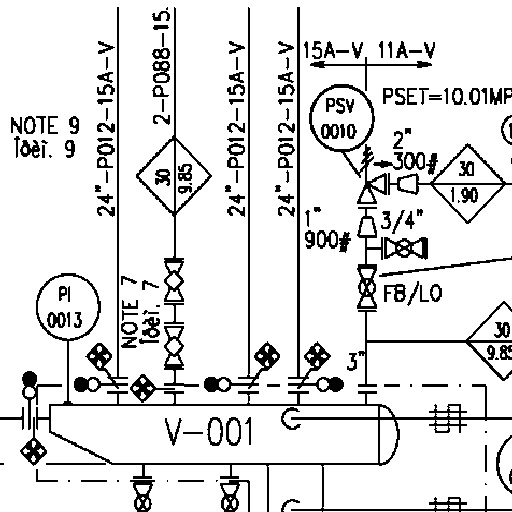 15A-V 11A-V
24"-P012-15A-V
2-P088-15
24"-P012-15A-V
24"-P012-15A-V
PSV
0010
PSET=10.01MP
NOTE 9
Ïðèì. 9
2"
300#
30
9.85
30
1.90
1"
900#
3/4"
NOTE 7
Ïðèì. 7
PI
0013
FB/LO
30
9.85
3"
V-001